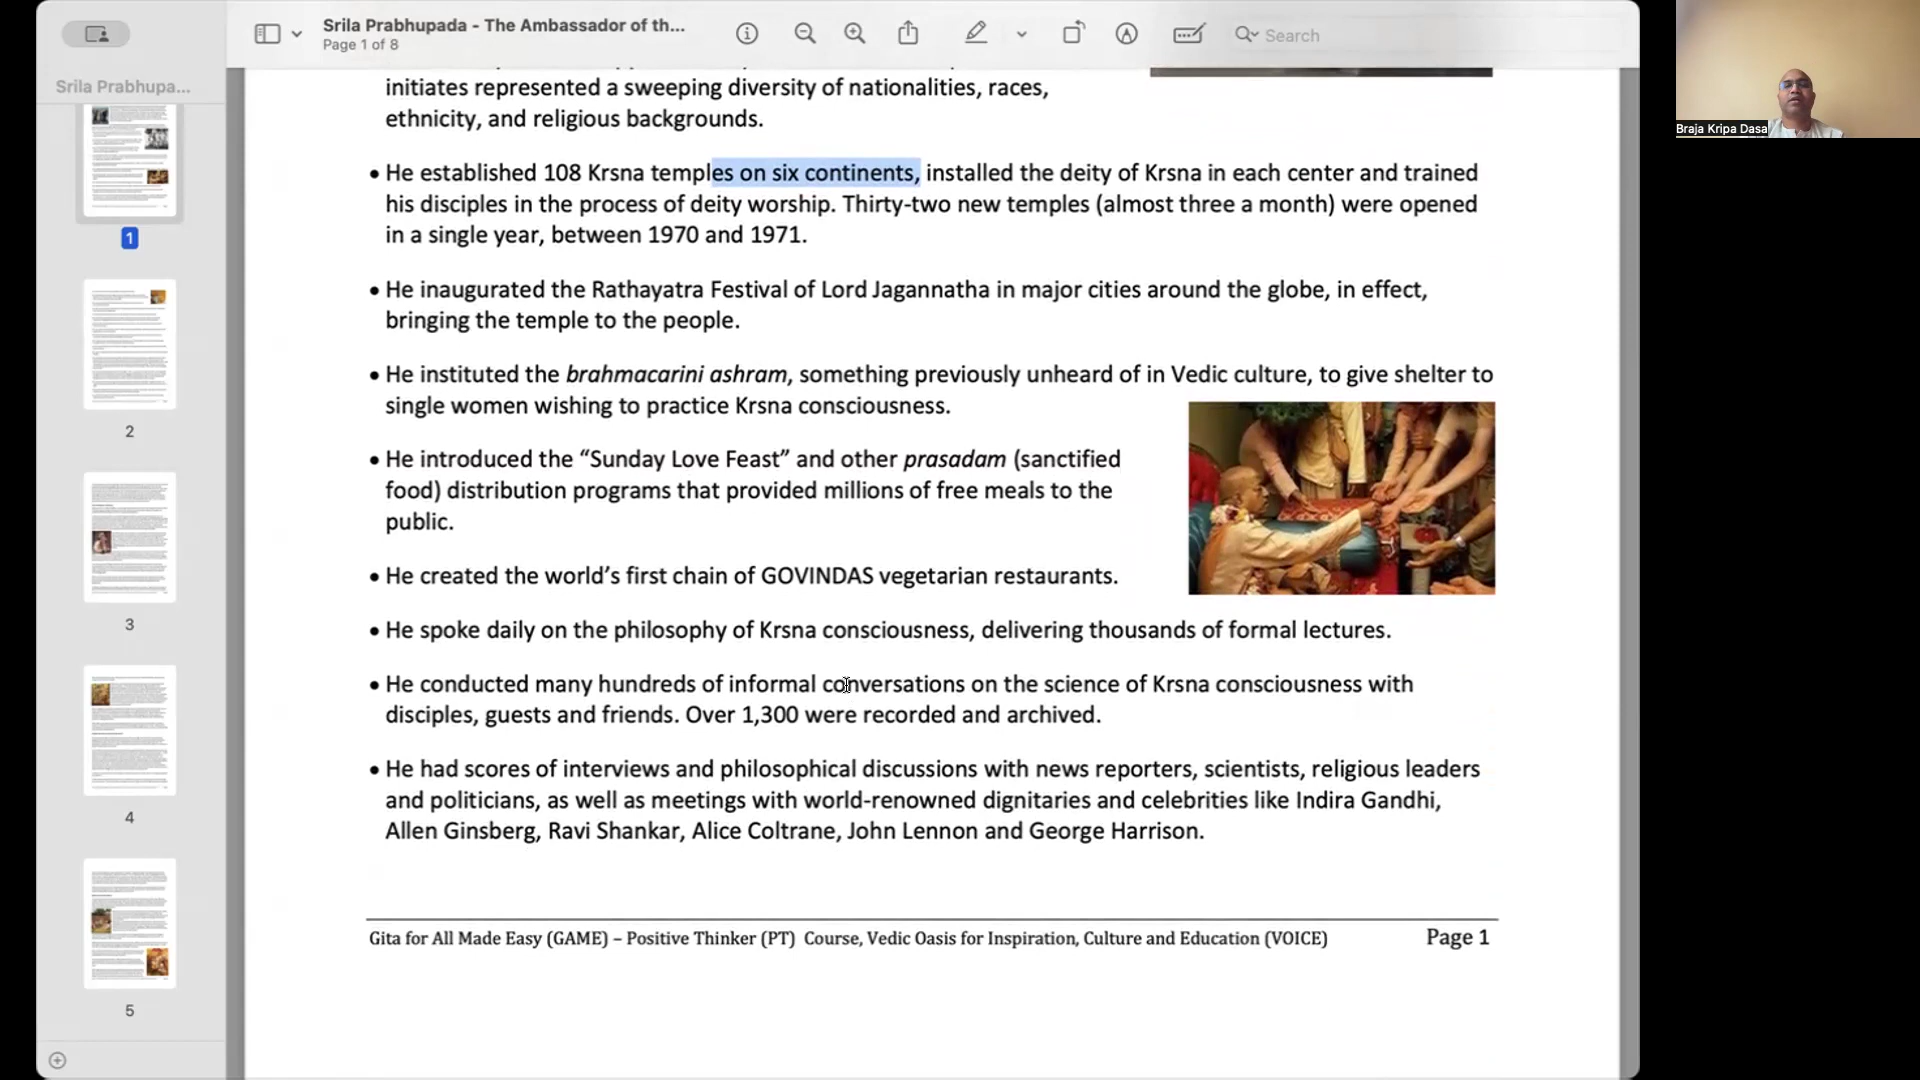 Srila Prabhupada - The Ambassador of th...
Page 1 of 8
Search
Srila Prabhupa...
1
2
3
4
5
initiates represented a sweeping diversity of nationalities, races,
ethnicity, and religious backgrounds.
• He established 108 Krsna temples on six continents, installed the deity of Krsna in each center and trained
his disciples in the process of deity worship. Thirty-two new temples (almost three a month) were opened
in a single year, between 1970 and 1971.
• He inaugurated the Rathayatra Festival of Lord Jagannatha in major cities around the globe, in effect,
bringing the temple to the people.
• He instituted the brahmacarini ashram, something previously unheard of in Vedic culture, to give shelter to
single women wishing to practice Krsna consciousness.
• He introduced the “Sunday Love Feast” and other prasadam (sanctified
food) distribution programs that provided millions of free meals to the
public.
• He created the world’s first chain of GOVINDAS vegetarian restaurants.
• He spoke daily on the philosophy of Krsna consciousness, delivering thousands of formal lectures.
• He conducted many hundreds of informal conversations on the science of Krsna consciousness with
disciples, guests and friends. Over 1,300 were recorded and archived.
• He had scores of interviews and philosophical discussions with news reporters, scientists, religious leaders
and politicians, as well as meetings with world-renowned dignitaries and celebrities like Indira Gandhi,
Allen Ginsberg, Ravi Shankar, Alice Coltrane, John Lennon and George Harrison.
Gita for All Made Easy (GAME) – Positive Thinker (PT) Course, Vedic Oasis for Inspiration, Culture and Education (VOICE)
Page 1
Braja Kripa Dasa